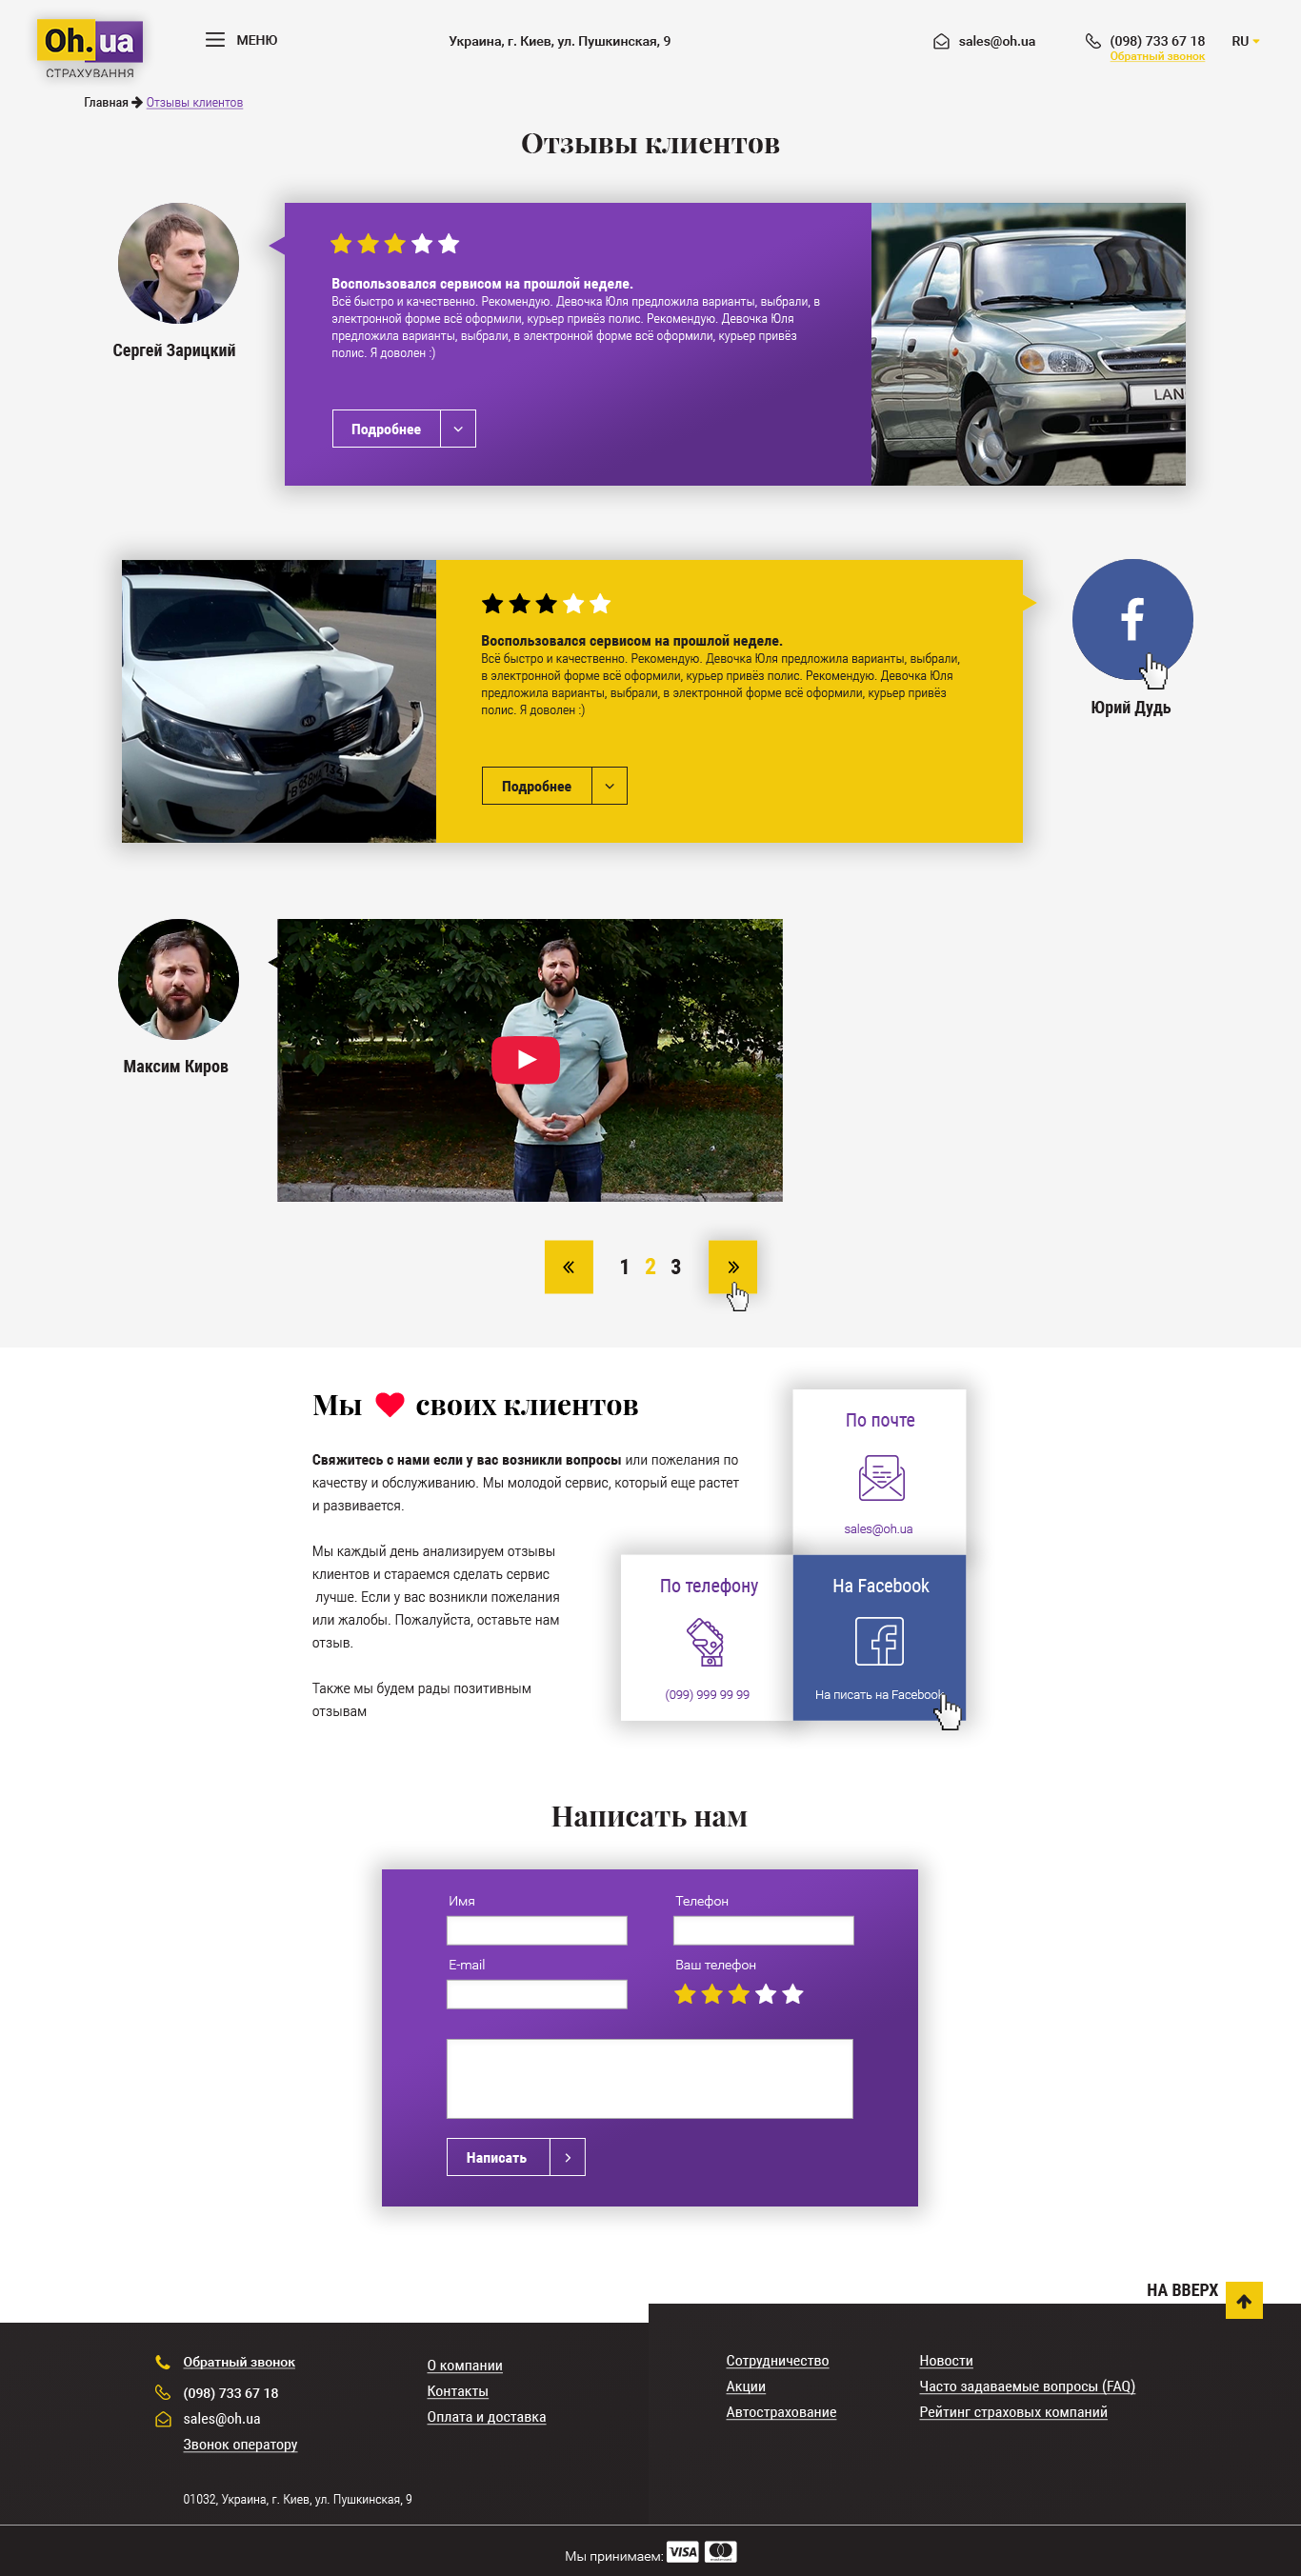 Oh.ua
СТРАХУВАННЯ
МЕНЮ
Украина, г. Киев, ул. Пушкинская, 9
sales@oh.ua
(098) 733 67 18
Обратный звонок
RU
Главная
Отзывы клиентов
Отзывы клиентов
Сергей Зарицкий
Воспользовался сервисом на прошлой неделе.
Всё быстро и качественно. Рекомендую. Девочка Юля предложила варианты, выбрали, в
электронной форме всё оформили, курьер привёз полис. Рекомендую. Девочка Юля
предложила варианты, выбрали, в электронной форме всё оформили, курьер привёз
полис. Я доволен :)
Подробнее
LAN
Воспользовался сервисом на прошлой неделе.
Всё быстро и качественно. Рекомендую. Девочка Юля предложила варианты, выбрали,
в электронной форме всё оформили, курьер привёз полис. Рекомендую. Девочка Юля
предложила варианты, выбрали, в электронной форме всё оформили, курьер привёз
полис. Я доволен :)
Подробнее
Юрий Дудь
Максим Киров
1 2 3
Мы своих клиентов
Свяжитесь с нами если у вас возникли вопросы или пожелания по
качеству и обслуживанию. Мы молодой сервис, который еще растет
и развивается.
Мы каждый день анализируем отзывы
клиентов и стараемся сделать сервис
лучше. Если у вас возникли пожелания
или жалобы. Пожалуйста, оставьте нам
отзыв.
Также мы будем рады позитивным
отзывам
По почте
sales@oh.ua
По телефону
(099) 999 99 99
На Facebook
На писать на Facebook
Написать нам
Имя
Телефон
E-mail
Ваш телефон
Написать
НА ВВЕРХ
Обратный звонок
(098) 733 67 18
sales@oh.ua
Звонок оператору
01032, Украина, г. Киев, ул. Пушкинская, 9
О компании
Контакты
Оплата и доставка
Сотрудничество
Акции
Автострахование
Новости
Часто задаваемые вопросы (FAQ)
Рейтинг страховых компаний
Мы принимаем:
VISA